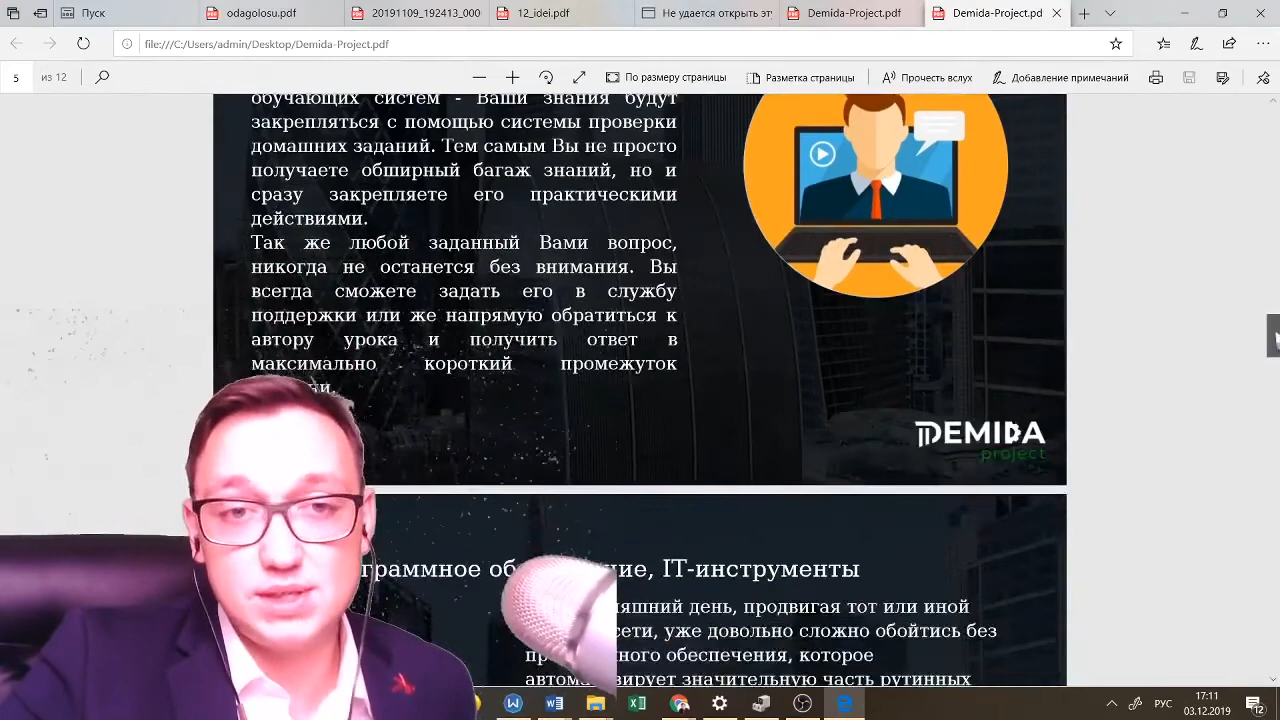 Пуск
odagaposudy.pdf
20191109_192413_000
12_idei.pdf
Не удается открыть эт
Demida-Project.pdf
Demida-Project.pd
file:///C:/Users/admin/Desktop/Demida-Project.pdf
5 из 12
По размеру страницы
Разметка страницы
Прочесть вслух
Добавление примечаний
обучающих систем - Ваши знания будут
закрепляться с помощью системы проверки
домашних заданий. Тем самым Вы не просто
получаете обширный багаж знаний, но и
сразу закрепляете его практическими
действиями.
Так же любой заданный Вами вопрос,
никогда не останется без внимания. Вы
всегда сможете задать его в службу
поддержки или же напрямую обратиться к
автору урока и получить ответ в
максимально короткий промежуток
DEMIDA
project
IT-инструменты
день, продвигая тот или иной
сети, уже довольно сложно обойтись без
обеспечения, которое
автоматизирует значительную часть рутинных
РУС
17:11
03.12.2019